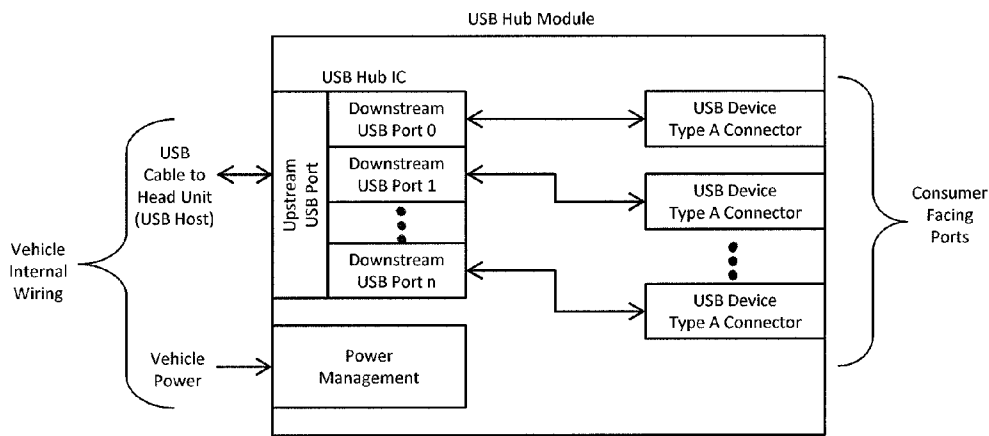 USB Hub Module
USB Hub IC
Upstream
USB Port
Downstream
USB Port 0
Downstream
USB Port 1
Downstream
USB Port n
Power
Management
USB Device
Type A Connector
USB Device
Type A Connector
USB Device
Type A Connector
USB
Cable to
Head Unit
(USB Host)
Vehicle
Internal
Wiring
Vehicle
Power
Consumer
Facing
Ports